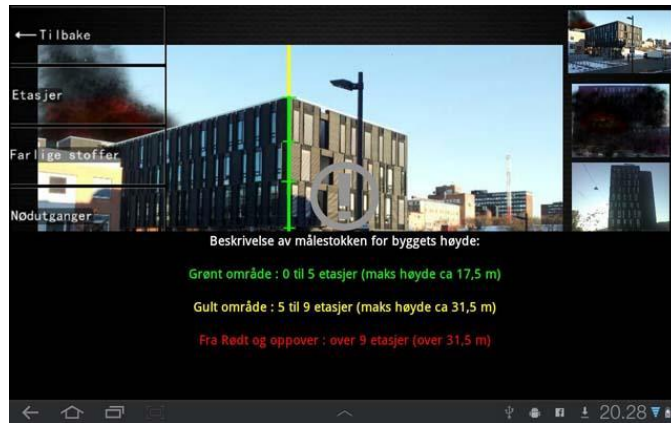 Tilbake
Etasjer
Farlige stoffer
Nødutganger
Beskrivelse av målestokken for byggets høyde:
Grønt område : 0 til 5 etasjer (maks høyde ca 17,5 m)
Gult område : 5 til 9 etasjer (maks høyde ca 31,5 m)
Fra Rødt og oppover : over 9 etasjer (over 31,5 m)
20.28